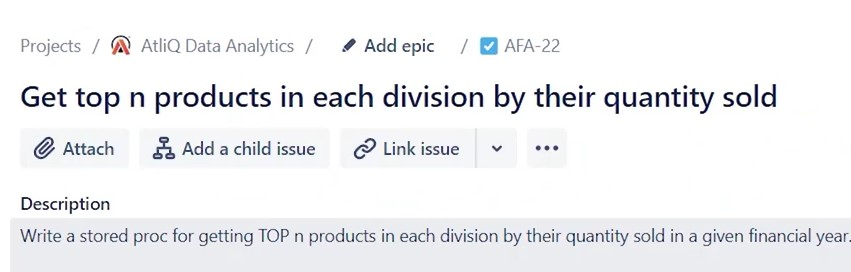 Projects / AtliQ Data Analytics / Add epic / AFA-22
Get top n products in each division by their quantity sold
Attach Add a child issue Link issue
Description
Write a stored proc for getting TOP n products in each division by their quantity sold in a given financial year.